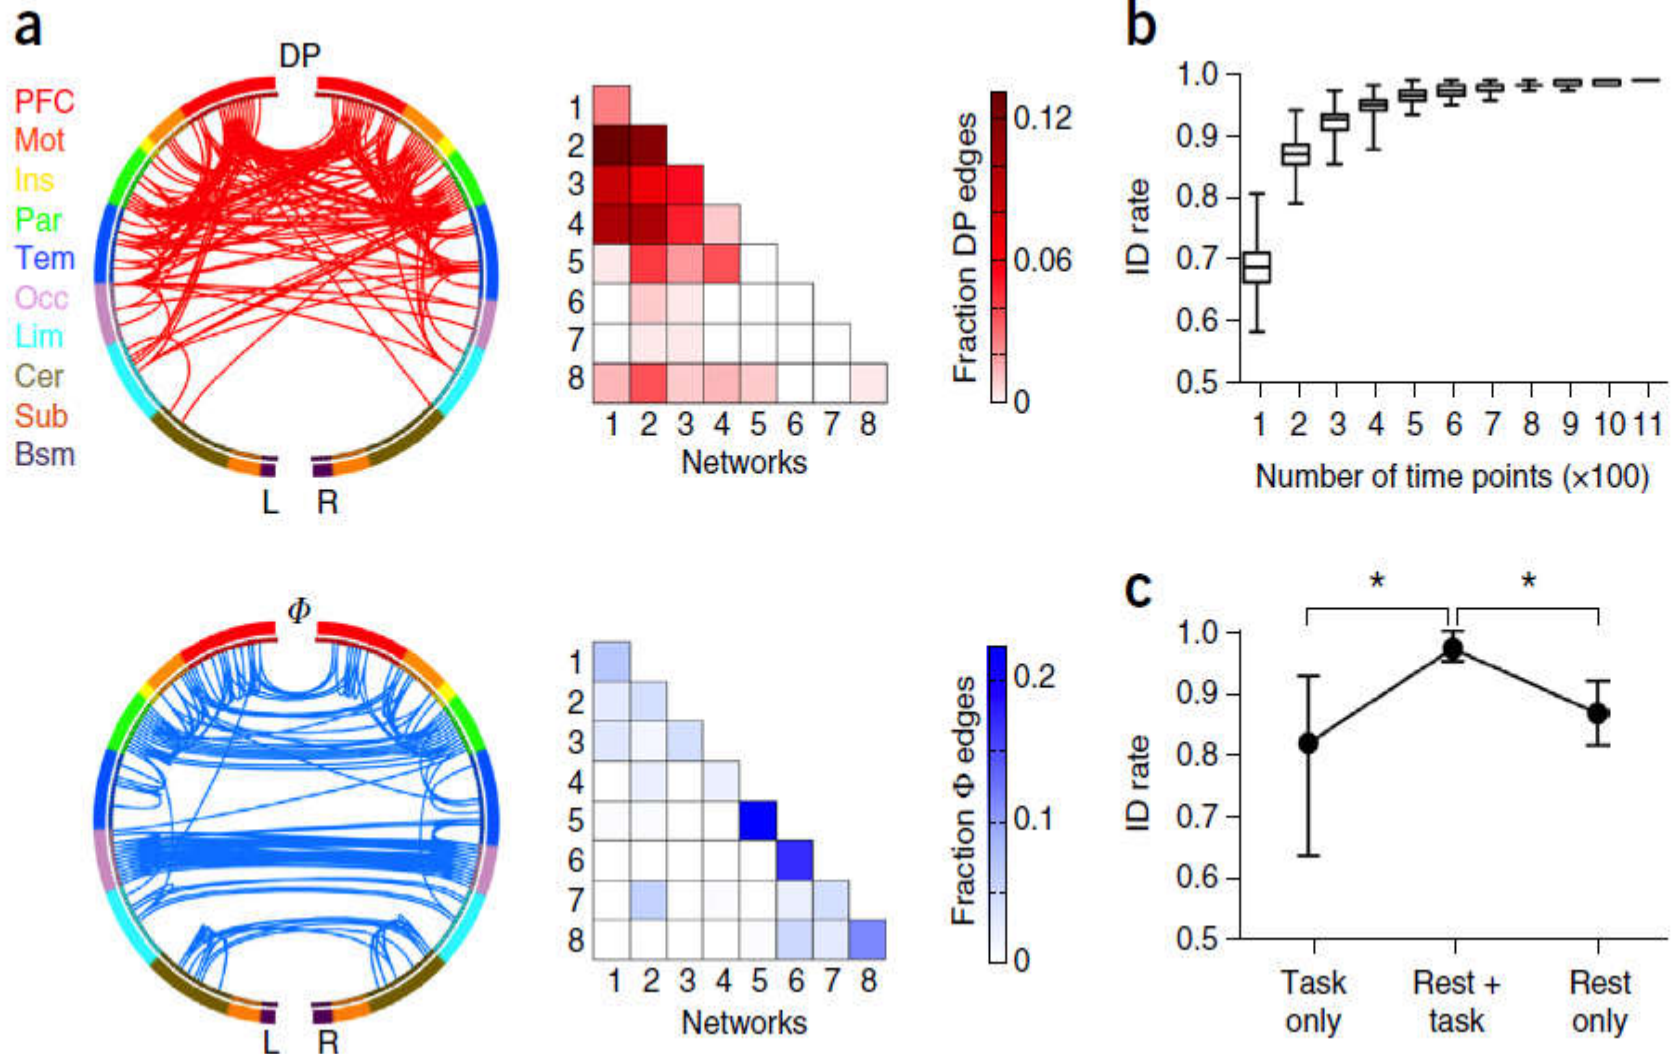 a
DP
PFC
Mot
Ins
Par
Tem
Occ
Lim
Cer
Sub
Bsm
L R
1
2
3
4
5
6
7
8
1 2 3 4 5 6 7 8
Networks
Fraction DP edges
0.12
0.06
0
b
ID rate
1.0
0.9
0.8
0.7
0.6
0.5
1 2 3 4 5 6 7 8 9 10 11
Number of time points (×100)
Φ
L R
1
2
3
4
5
6
7
8
1 2 3 4 5 6 7 8
Networks
Fraction Φ edges
0.2
0.1
0
c
* *
ID rate
1.0
0.9
0.8
0.7
0.6
0.5
Task Rest + Rest
only task only